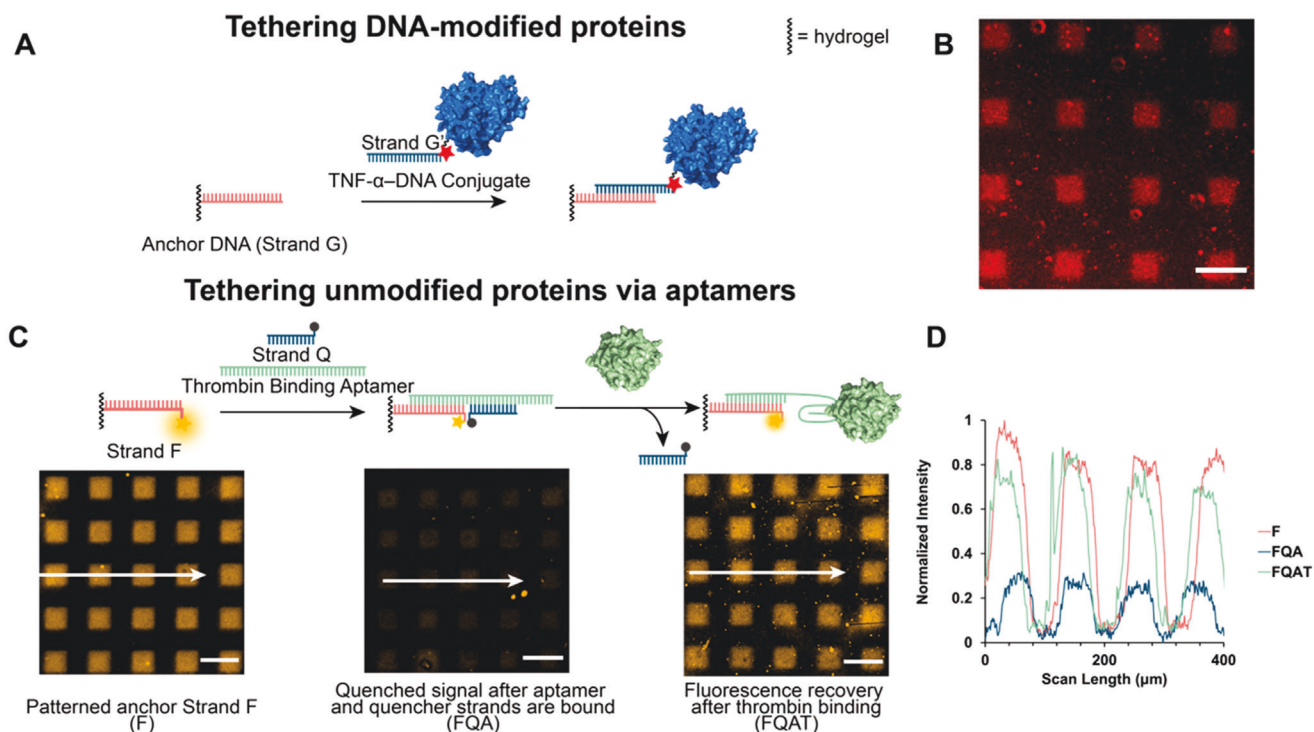 Tethering DNA-modified proteins
A
= hydrogel
B
Strand G'
TNF-α–DNA Conjugate
Anchor DNA (Strand G)
Tethering unmodified proteins via aptamers
C
Strand Q
Thrombin Binding Aptamer
Strand F
Patterned anchor Strand F
(F)
Quenched signal after aptamer
and quencher strands are bound
(FQA)
Fluorescence recovery
after thrombin binding
(FQAT)
D
Normalized Intensity
1
0.8
0.6
0.4
0.2
0
0
200
400
Scan Length (µm)
F
FQA
FQAT